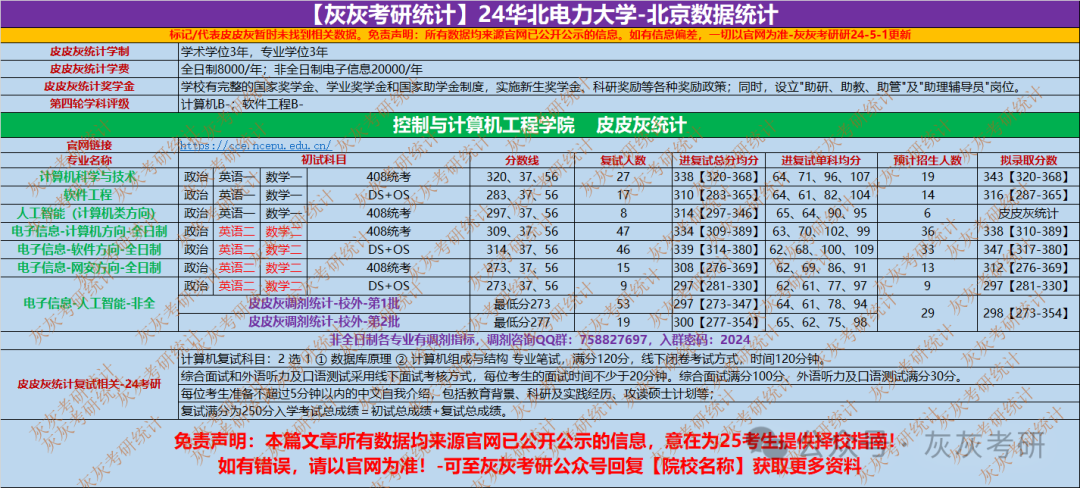 【灰灰考研统计】24华北电力大学-北京数据统计
标记/代表皮皮灰暂时未找到相关数据。免责声明：所有数据均来源官网已公开公示的信息。如有信息偏差，一切以官网为准-灰灰考研研24-5-1更新
皮皮灰统计学制 学术学位3年，专业学位3年
皮皮灰统计学费 全日制8000/年；非全日制电子信息20000/年
皮皮灰统计奖学金 学校有完整的国家奖学金、学业奖学金和国家助学金制度，实施新生奖学金、科研奖励等各种奖励政策；同时，设立"助研、助教、助管"及"助理辅导员"岗位。
第四轮学科评级 计算机B-；软件工程B-
控制与计算机工程学院 皮皮灰统计
官网链接 https://cce.ncepu.edu.cn/
专业名称 初试科目 分数线 复试人数 进复试总分均分 进复试单科均分 预计招生人数 拟录取分数
计算机科学与技术 政治 英语一 数学一 408统考 320、37、56 27 338【320-368】 64、71、96、107 19 343【320-368】
软件工程 政治 英语一 数学一 DS+OS 283、37、56 17 310【283-365】 64、61、82、104 14 316【287-365】
人工智能（计算机类方向） 政治 英语一 数学一 408统考 297、37、56 8 314【297-346】 65、64、90、95 6 皮皮灰统计
电子信息-计算机方向-全日制 政治 英语二 数学二 408统考 309、37、56 47 334【309-389】 63、70、102、99 36 338【310-389】
电子信息-软件方向-全日制 政治 英语二 数学二 DS+OS 314、37、56 46 339【314-380】 62、68、100、109 33 347【317-380】
电子信息-网安方向-全日制 政治 英语二 数学二 408统考 273、37、56 15 308【276-369】 62、69、86、91 13 312【276-369】
电子信息-人工智能-非全 政治 英语二 数学二 DS+OS 273、37、56 9 297【281-330】 62、61、77、97 9 297【281-330】
皮皮灰调剂统计-校外-第1批 最低分273 53 297【273-347】 64、61、78、94 29 298【273-354】
皮皮灰调剂统计-校外-第2批 最低分277 19 300【277-354】 65、62、75、98
非全日制各专业有调剂指标，调剂咨询QQ群：758827697，入群密码：2024
皮皮灰统计复试相关-24考研
计算机复试科目：2 选 1 ① 数据库原理 ② 计算机组成与结构 专业笔试，满分120分，线下闭卷考试方式，时间120分钟。
综合面试和外语听力及口语测试采用线下面试考核方式，每位考生的面试时间不少于20分钟。综合面试满分100分、外语听力及口语测试满分30分。
每位考生准备不超过5分钟以内的中文自我介绍，包括教育背景、科研及实践经历、攻读硕士计划等；
复试满分为250分入学考试总成绩＝初试总成绩+复试总成绩。
免责声明：本篇文章所有数据均来源官网已公开公示的信息，意在为25考生提供择校指南！
如有错误，请以官网为准！-可至灰灰考研公众号回复【院校名称】获取更多资料
公众号 · 灰灰考研